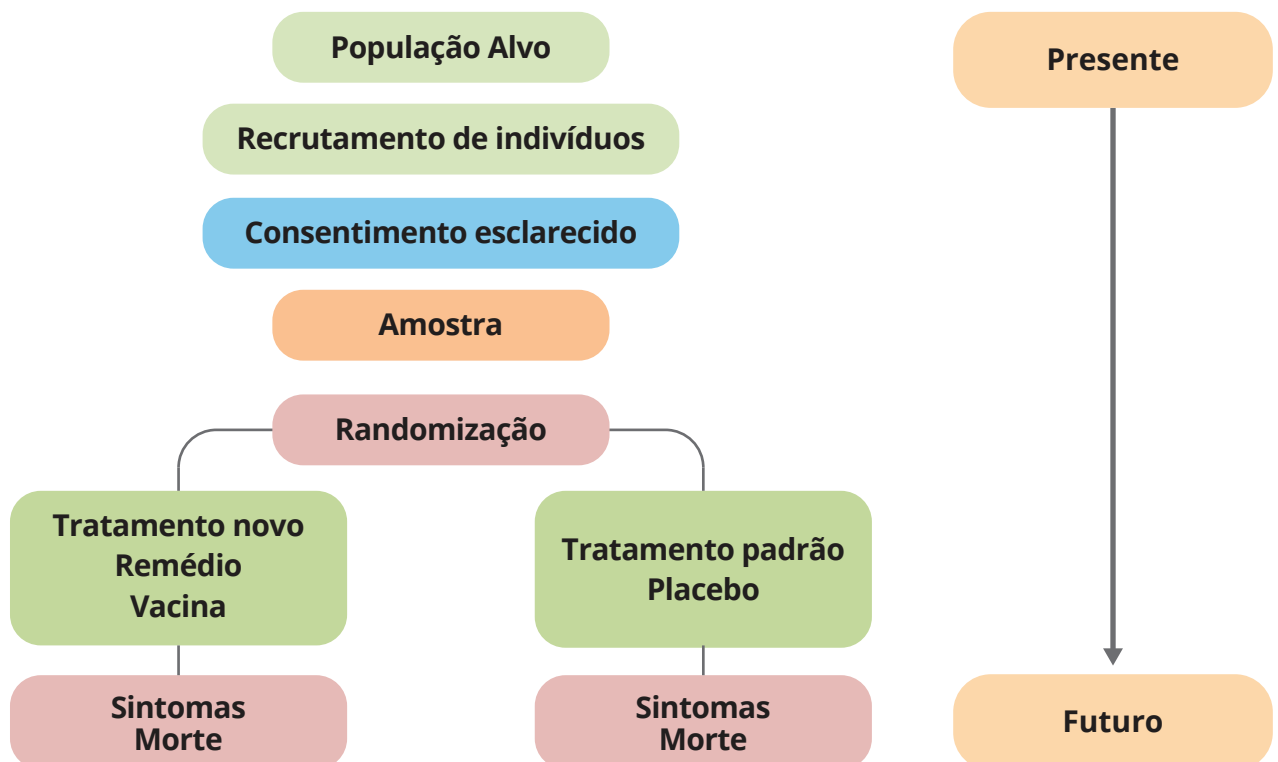 População Alvo
Presente
Recrutamento de indivíduos
Consentimento esclarecido
Amostra
Randomização
Tratamento novo
Remédio
Vacina
Tratamento padrão
Placebo
Sintomas
Morte
Sintomas
Morte
Futuro